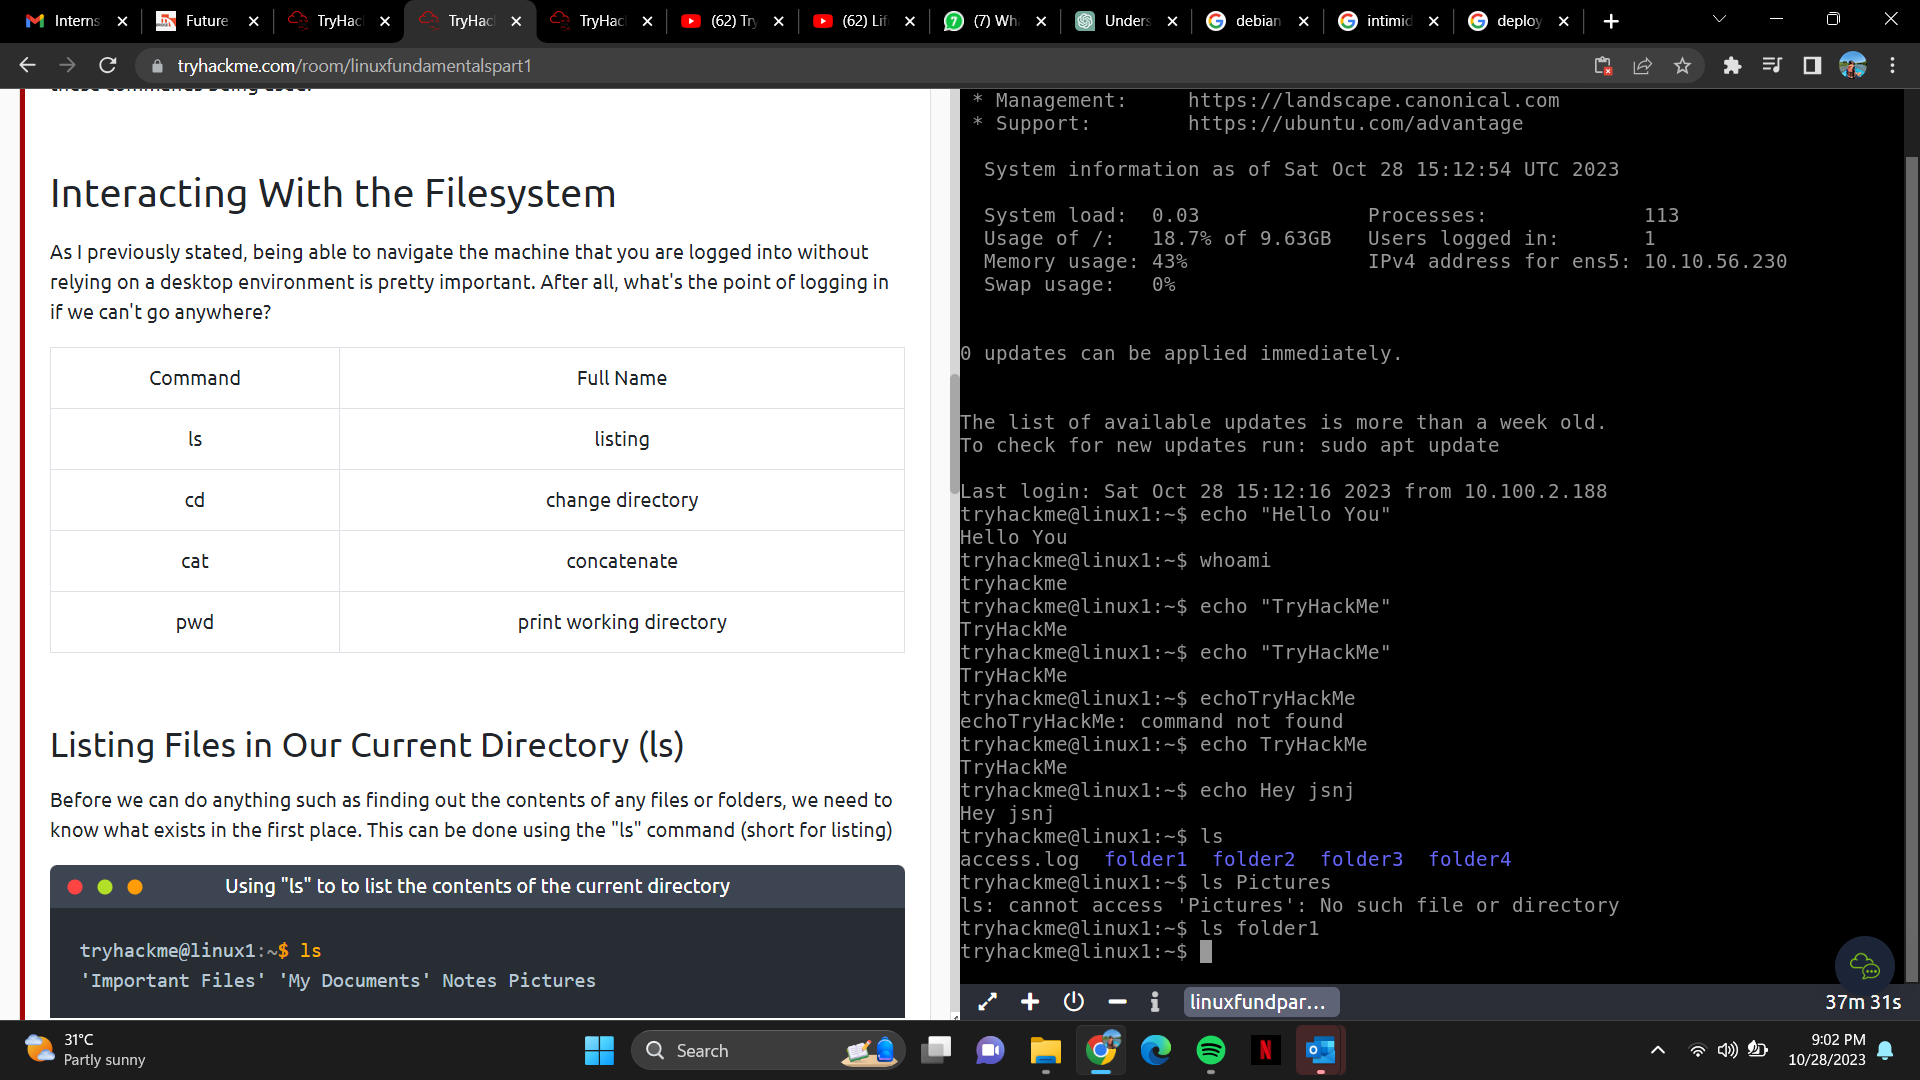 Interns
Future
TryHac
TryHac
TryHac
(62) Try
(62) Lif
(7) Wha
Unders
debian
intimid
deploy
tryhackme.com/room/linuxfundamentalspart1
these commands being used.
Interacting With the Filesystem
As I previously stated, being able to navigate the machine that you are logged into without
relying on a desktop environment is pretty important. After all, what's the point of logging in
if we can't go anywhere?
Command Full Name
ls listing
cd change directory
cat concatenate
pwd print working directory
Listing Files in Our Current Directory (ls)
Before we can do anything such as finding out the contents of any files or folders, we need to
know what exists in the first place. This can be done using the "ls" command (short for listing)
Using "ls" to to list the contents of the current directory
tryhackme@linux1:~$ ls
'Important Files' 'My Documents' Notes Pictures
* Management: https://landscape.canonical.com
* Support: https://ubuntu.com/advantage
System information as of Sat Oct 28 15:12:54 UTC 2023
System load: 0.03 Processes: 113
Usage of /: 18.7% of 9.63GB Users logged in: 1
Memory usage: 43% IPv4 address for ens5: 10.10.56.230
Swap usage: 0%
0 updates can be applied immediately.
The list of available updates is more than a week old.
To check for new updates run: sudo apt update
Last login: Sat Oct 28 15:12:16 2023 from 10.100.2.188
tryhackme@linux1:~$ echo "Hello You"
Hello You
tryhackme@linux1:~$ whoami
tryhackme
tryhackme@linux1:~$ echo "TryHackMe"
TryHackMe
tryhackme@linux1:~$ echo "TryHackMe"
TryHackMe
tryhackme@linux1:~$ echoTryHackMe
echoTryHackMe: command not found
tryhackme@linux1:~$ echo TryHackMe
TryHackMe
tryhackme@linux1:~$ echo Hey jsnj
Hey jsnj
tryhackme@linux1:~$ ls
access.log folder1 folder2 folder3 folder4
tryhackme@linux1:~$ ls Pictures
ls: cannot access 'Pictures': No such file or directory
tryhackme@linux1:~$ ls folder1
tryhackme@linux1:~$
linuxfundpar...
37m 31s
31°C
Partly sunny
Search
9:02 PM
10/28/2023